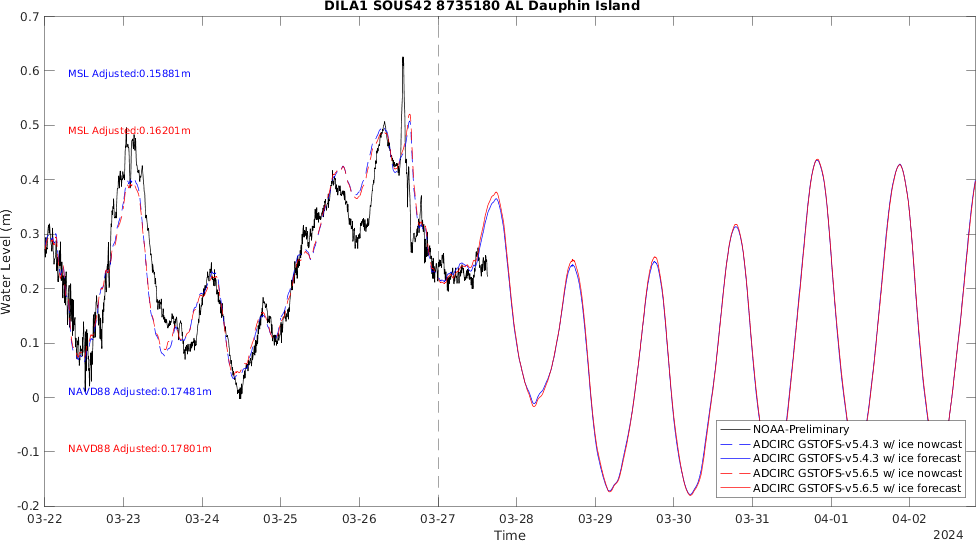 DILA1 SOUS42 8735180 AL Dauphin Island
0.7
0.6
0.5
0.4
0.3
0.2
0.1
0
-0.1
-0.2
Water Level (m)
MSL Adjusted:0.15881m
MSL Adjusted:0.16201m
NAVD88 Adjusted:0.17481m
NAVD88 Adjusted:0.17801m
NOAA-Preliminary
ADCIRC GSTOFS-v5.4.3 w/ ice nowcast
ADCIRC GSTOFS-v5.4.3 w/ ice forecast
ADCIRC GSTOFS-v5.6.5 w/ ice nowcast
ADCIRC GSTOFS-v5.6.5 w/ ice forecast
03-22 03-23 03-24 03-25 03-26 03-27 03-28 03-29 03-30 03-31 04-01 04-02
Time
2024